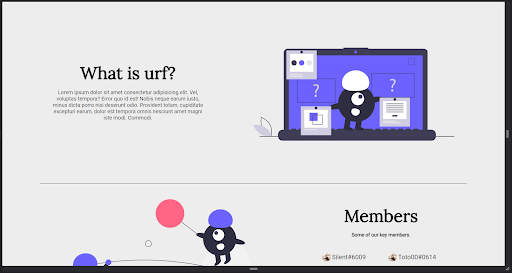 What is urf?
Lorem ipsum dolor sit amet consectetur adipisicing elit. Vel,
voluptas tempora? Error quo id est? Nobis neque earum iusto,
minus dicta porro nisi deserunt odio. Provident totam, cupiditate
excepturi earum, dolor est tempora omnis nesciunt amet magni
iste modi. Commodi.
?
?
Members
Some of our key members.
Silent#6009
Toto00#0614